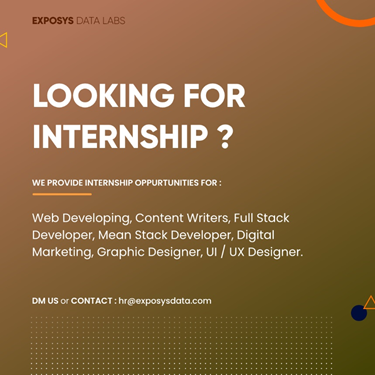 EXPOSYS DATA LABS
LOOKING FOR
INTERNSHIP ?
WE PROVIDE INTERNSHIP OPPURTUNITIES FOR :
Web Developing, Content Writers, Full Stack
Developer, Mean Stack Developer, Digital
Marketing, Graphic Designer, UI / UX Designer.
DM US or CONTACT : hr@exposysdata.com